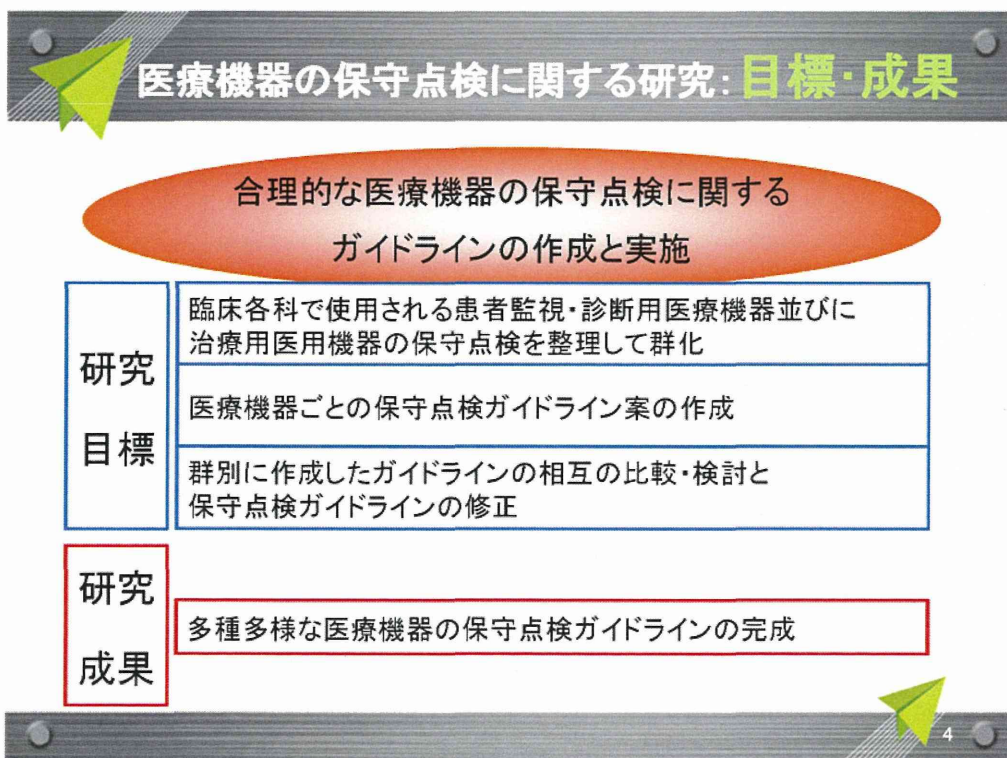 医療機器の保守点検に関する研究:目標・成果
合理的な医療機器の保守点検に関する
ガイドラインの作成と実施
研究
目標
臨床各科で使用される患者監視・診断用医療機器並びに
治療用医用機器の保守点検を整理して群化
医療機器ごとの保守点検ガイドライン案の作成
群別に作成したガイドラインの相互の比較・検討と
保守点検ガイドラインの修正
研究
成果
多種多様な医療機器の保守点検ガイドラインの完成
4